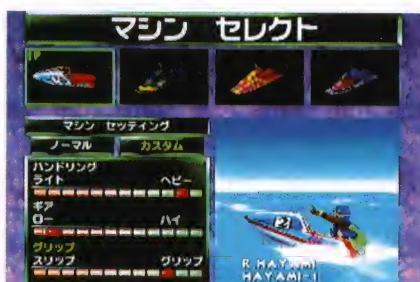 マシン セレクト
1P
マシン セッティング
ノーマル カスタム
ハンドリング
ライト ヘビー
ギア
ロー ハイ
グリップ
スリップ グリップ
R.HAYAMI
HAYAMI-1